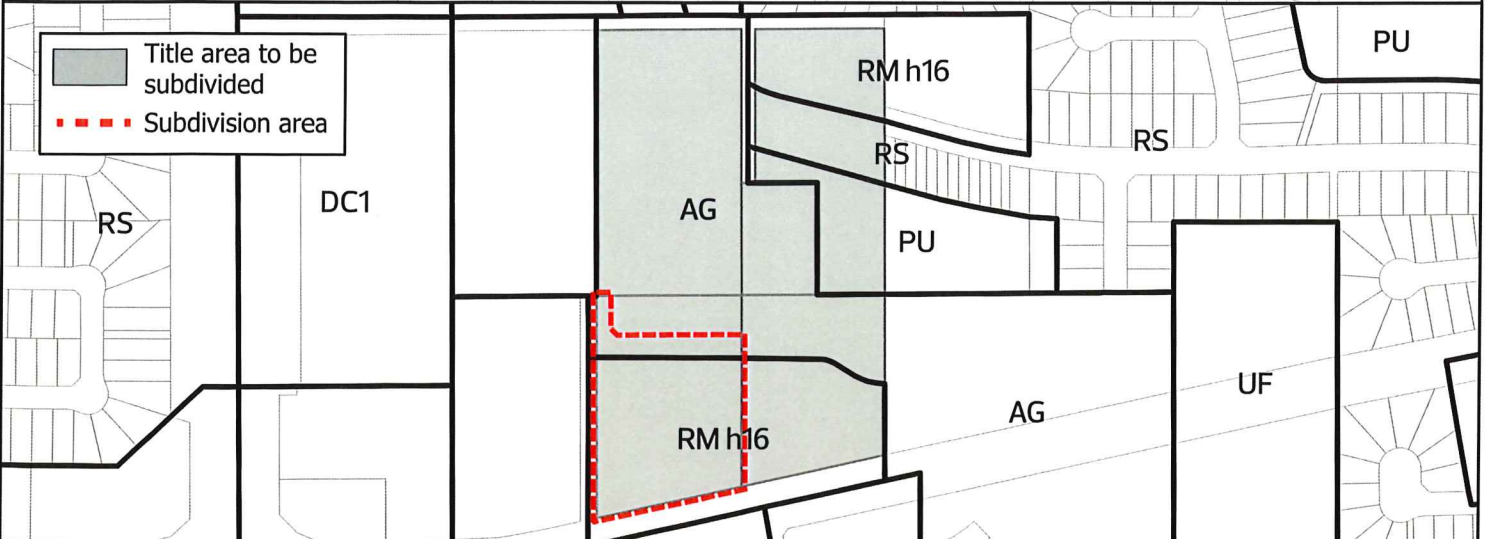 Title area to be
subdivided
Subdivision area
RM h16
PU
RS
RS
RS
DC1
AG
PU
UF
AG
RM h16